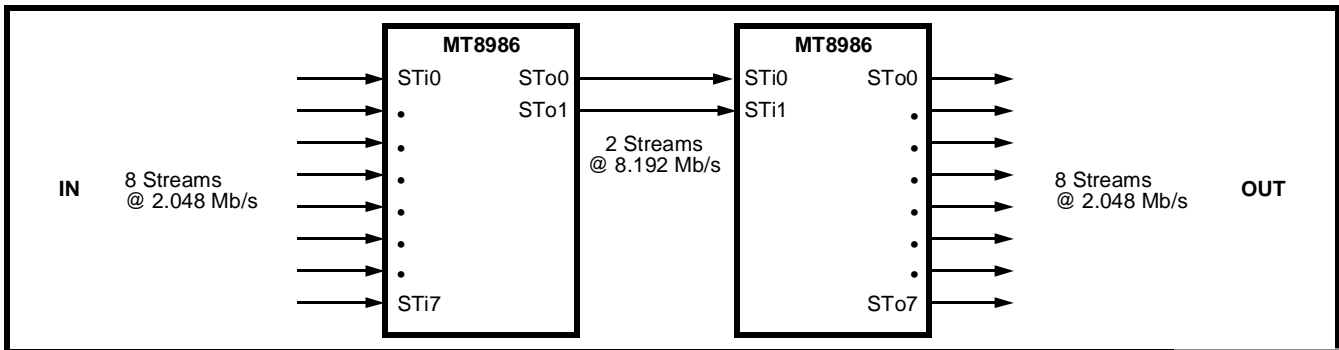 MT8986
MT8986
STi0 STo0
STi0 STo0
STo1
STi1
2 Streams
@ 8.192 Mb/s
IN
8 Streams
@ 2.048 Mb/s
8 Streams
@ 2.048 Mb/s
OUT
STi7
STo7